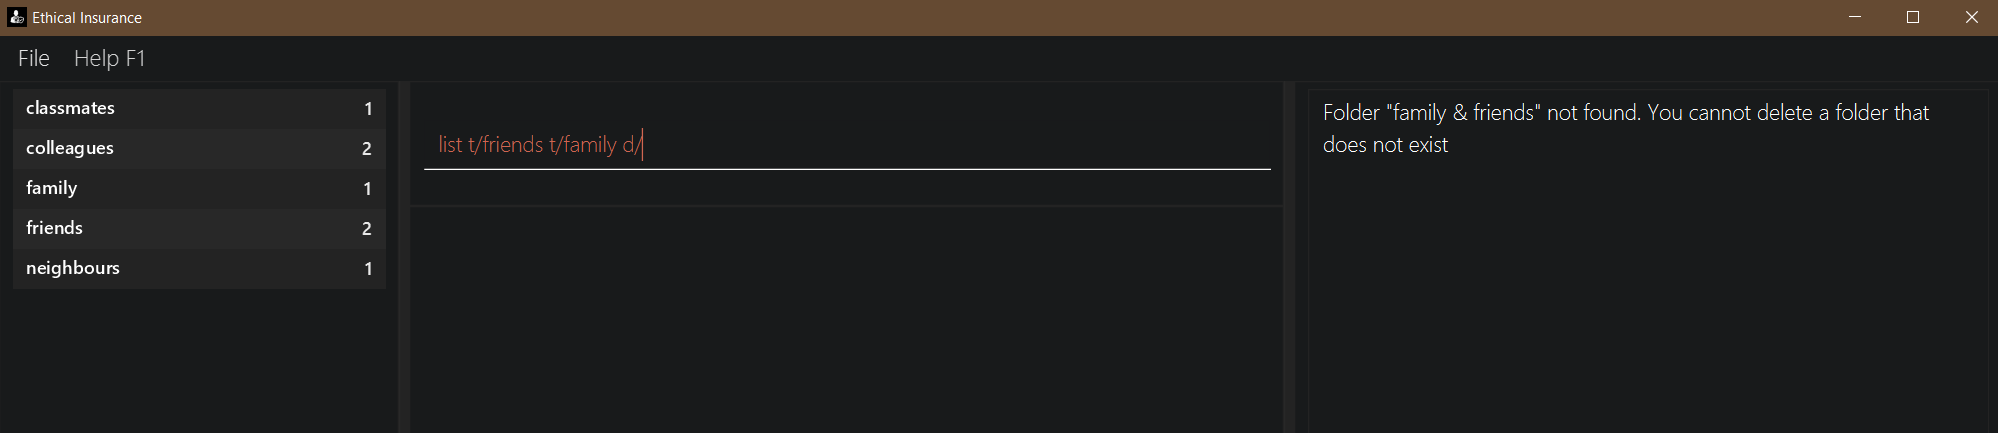 Ethical Insurance
File Help F1
classmates 1
colleagues 2
family 1
friends 2
neighbours 1
list t/friends t/family d/
Folder "family & friends" not found. You cannot delete a folder that
does not exist